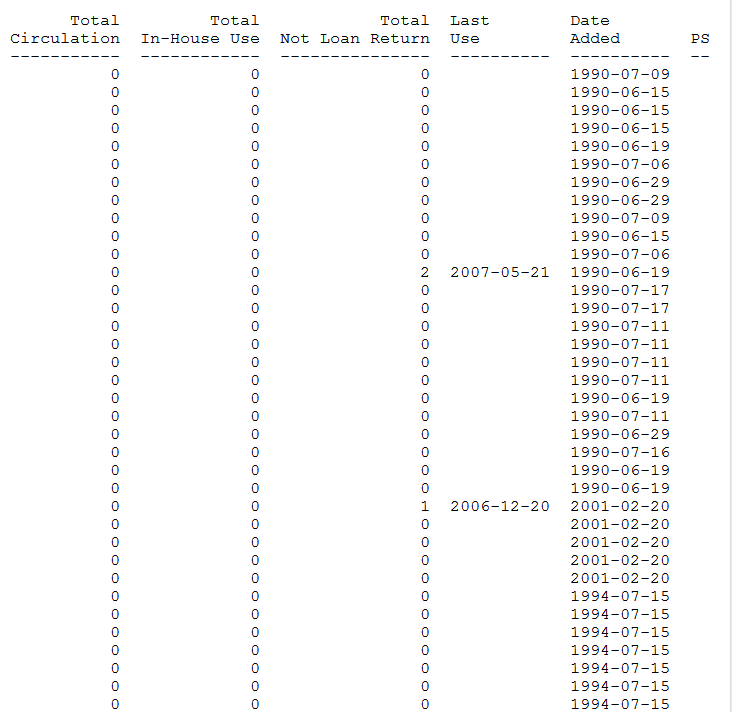 Total         Total            Total  Last        Date
Circulation  In-House Use  Not Loan Return  Use         Added       PS
-----------  ------------  ---------------  ----------  ----------  --
          0             0                0              1990-07-09
          0             0                0              1990-06-15
          0             0                0              1990-06-15
          0             0                0              1990-06-15
          0             0                0              1990-06-19
          0             0                0              1990-07-06
          0             0                0              1990-06-29
          0             0                0              1990-06-29
          0             0                0              1990-07-09
          0             0                0              1990-06-15
          0             0                0              1990-07-06
          0             0                2  2007-05-21  1990-06-19
          0             0                0              1990-07-17
          0             0                0              1990-07-17
          0             0                0              1990-07-11
          0             0                0              1990-07-11
          0             0                0              1990-07-11
          0             0                0              1990-07-11
          0             0                0              1990-06-19
          0             0                0              1990-07-11
          0             0                0              1990-06-29
          0             0                0              1990-07-16
          0             0                0              1990-06-19
          0             0                0              1990-06-19
          0             0                1  2006-12-20  2001-02-20
          0             0                0              2001-02-20
          0             0                0              2001-02-20
          0             0                0              2001-02-20
          0             0                0              2001-02-20
          0             0                0              1994-07-15
          0             0                0              1994-07-15
          0             0                0              1994-07-15
          0             0                0              1994-07-15
          0             0                0              1994-07-15
          0             0                0              1994-07-15
          0             0                0              1994-07-15